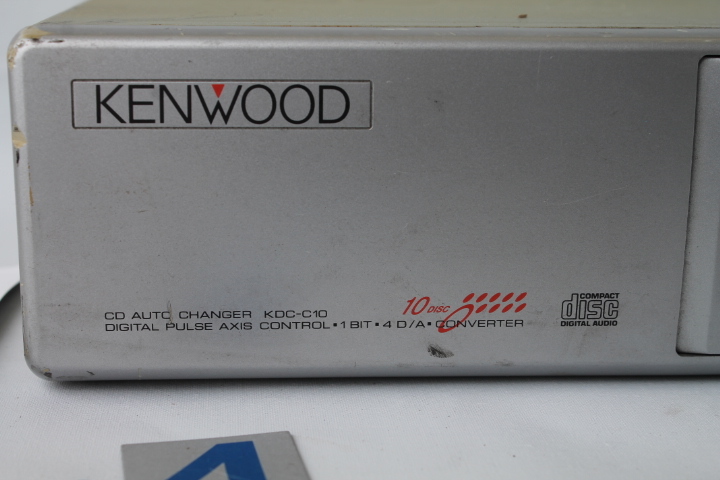 KENWOOD
10 DISC
CD AUTO CHANGER KDC-C10
DIGITAL PULSE AXIS CONTROL▪1 BIT▪4 D/A▪CONVERTER
COMPACT
disc
DIGITAL AUDIO